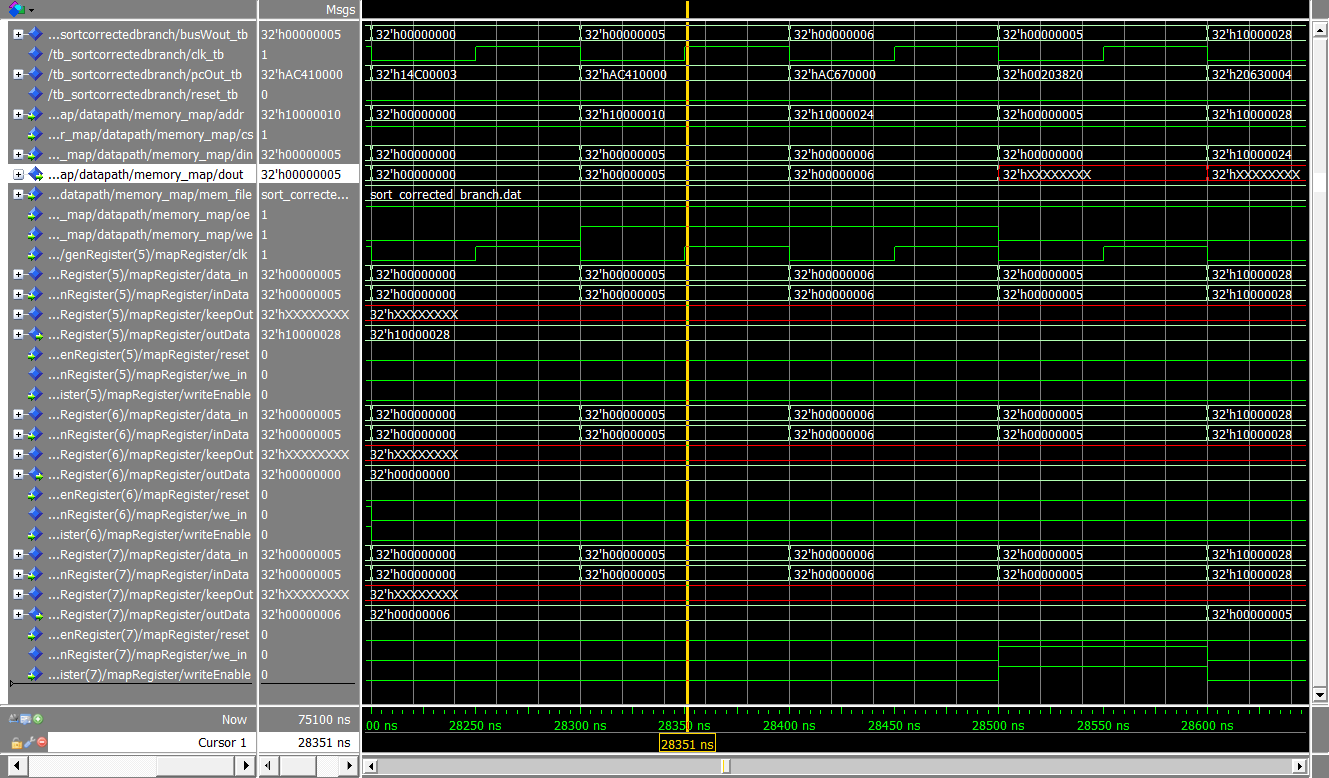 Msgs
...sortcorrectedbranch/busWout_tb 32'h00000005 32'h00000000 32'h00000005 32'h00000006 32'h00000005 32'h10000028
/tb_sortcorrectedbranch/clk_tb 1
/tb_sortcorrectedbranch/pcOut_tb 32'hAC410000 32'h14C00003 32'hAC410000 32'hAC670000 32'h00203820 32'h20630004
/tb_sortcorrectedbranch/reset_tb 0
...ap/datapath/memory_map/addr 32'h10000010 32'h00000000 32'h10000010 32'h10000024 32'h00000005 32'h10000028
...r_map/datapath/memory_map/cs 1
..._map/datapath/memory_map/din 32'h00000005 32'h00000000 32'h00000005 32'h00000006 32'h00000000 32'h10000024
...ap/datapath/memory_map/dout 32'h00000005 32'h00000000 32'h00000005 32'h00000006 32'hXXXXXXXX 32'hXXXXXXXX
...datapath/memory_map/mem_file sort_correcte... sort_corrected_branch.dat
..._map/datapath/memory_map/oe 1
..._map/datapath/memory_map/we 1
.../genRegister(5)/mapRegister/clk 1
...Register(5)/mapRegister/data_in 32'h00000005 32'h00000000 32'h00000005 32'h00000006 32'h00000005 32'h10000028
...nRegister(5)/mapRegister/inData 32'h00000005 32'h00000000 32'h00000005 32'h00000006 32'h00000005 32'h10000028
...Register(5)/mapRegister/keepOut 32'hXXXXXXXX 32'hXXXXXXXX
...Register(5)/mapRegister/outData 32'h10000028 32'h10000028
...enRegister(5)/mapRegister/reset 0
...nRegister(5)/mapRegister/we_in 0
...ister(5)/mapRegister/writeEnable 0
...Register(6)/mapRegister/data_in 32'h00000005 32'h00000000 32'h00000005 32'h00000006 32'h00000005 32'h10000028
...nRegister(6)/mapRegister/inData 32'h00000005 32'h00000000 32'h00000005 32'h00000006 32'h00000005 32'h10000028
...Register(6)/mapRegister/keepOut 32'hXXXXXXXX 32'hXXXXXXXX
...Register(6)/mapRegister/outData 32'h00000000 32'h00000000
...enRegister(6)/mapRegister/reset 0
...nRegister(6)/mapRegister/we_in 0
...ister(6)/mapRegister/writeEnable 0
...Register(7)/mapRegister/data_in 32'h00000005 32'h00000000 32'h00000005 32'h00000006 32'h00000005 32'h10000028
...nRegister(7)/mapRegister/inData 32'h00000005 32'h00000000 32'h00000005 32'h00000006 32'h00000005 32'h10000028
...Register(7)/mapRegister/keepOut 32'hXXXXXXXX 32'hXXXXXXXX
...Register(7)/mapRegister/outData 32'h00000006 32'h00000006 32'h00000005
...enRegister(7)/mapRegister/reset 0
...nRegister(7)/mapRegister/we_in 0
...ister(7)/mapRegister/writeEnable 0
Now 75100 ns 00 ns 28250 ns 28300 ns 28350 ns 28400 ns 28450 ns 28500 ns 28550 ns 28600 ns
Cursor 1 28351 ns 28351 ns